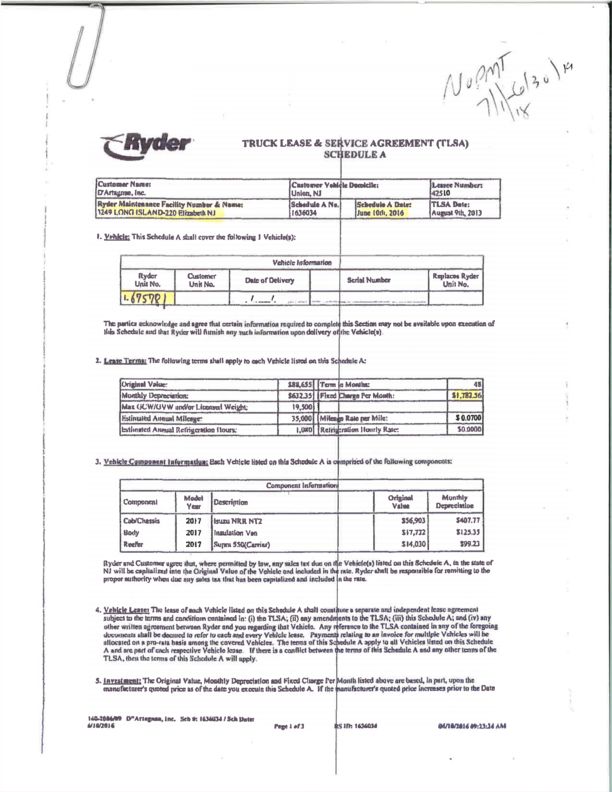 No PMT
7/1/18 - 6/30/19
Ryder
TRUCK LEASE & SERVICE AGREEMENT (TLSA)
SCHEDULE A
Customer Name:
D'Artagnan, Inc.
Customer Vehicle Domicile:
Union, NJ
Lessee Number:
42510
Ryder Maintenance Facility Number & Name:
1249 LONG ISLAND-220 Elizabeth NJ
Schedule A No.
1636034
Schedule A Date:
June 10th, 2016
TLSA Date:
August 9th, 2013
1. Vehicle: This Schedule A shall cover the following 1 Vehicle(s):
Vehicle Information
Ryder Unit No. Customer Unit No. Date of Delivery Serial Number Replaces Ryder Unit No.
1. 675781 . / . __ /.
The parties acknowledge and agree that certain information required to complete this Section may not be available upon execution of
this Schedule and that Ryder will furnish any such information upon delivery of the Vehicle(s)
2. Lease Terms: The following terms shall apply to each Vehicle listed on this Schedule A:
Original Value: $88,655 Term in Months: 48
Monthly Depreciation: $632.35 Fixed Charge Per Month: $1,782.56
Max GCW/GVW and/or Licensed Weight: 19,500
Estimated Annual Mileage: 35,000 Mileage Rate per Mile: $ 0.0700
Estimated Annual Refrigeration Hours: Refrigeration Hourly Rate: $0.0000
3. Vehicle Component Information: Each Vehicle listed on this Schedule A is comprised of the following components:
Component Information
Component Model Year Description Original Value Monthly Depreciation
Cab/Chassis 2017 Isuzu NRR NT2 $56,903 $407.77
Body 2017 Insulation Van $17,722 $125.35
Reefer 2017 Supra 550(Carrier) $14,030 $99.23
Ryder and Customer agree that, where permitted by law, any sales tax due on the Vehicle(s) listed on this Schedule A, in the state of
NJ will be capitalized into the Original Value of the Vehicle and included in the rate. Ryder shall be responsible for remitting to the
proper authority when due any sales tax that has been capitalized and included in the rate.
4. Vehicle Lease: The lease of each Vehicle listed on this Schedule A shall constitute a separate and independent lease agreement
subject to the terms and conditions contained in: (i) the TLSA; (ii) any amendments to the TLSA; (iii) this Schedule A; and (iv) any
other written agreement between Ryder and you regarding that Vehicle. Any reference to the TLSA contained in any of the foregoing
documents shall be deemed to refer to each and every Vehicle lease. Payments relating to an invoice for multiple Vehicles will be
allocated on a pro-rata basis among the covered Vehicles. The terms of this Schedule A apply to all Vehicles listed on this Schedule
A and are part of each respective Vehicle lease. If there is a conflict between the terms of this Schedule A and any other terms of the
TLSA, then the terms of this Schedule A will apply.
5. Investment: The Original Value, Monthly Depreciation and Fixed Charge Per Month listed above are based, in part, upon the
manufacturer's quoted price as of the date you execute this Schedule A. If the manufacturer's quoted price increases prior to the Date
160-2086/09 D"Artagnan, Inc. Sch #: 1636034 / Sch Date:
6/10/2016
Page 1 of 3
RS If#: 1636034
06/10/2016 09:23:34 AM